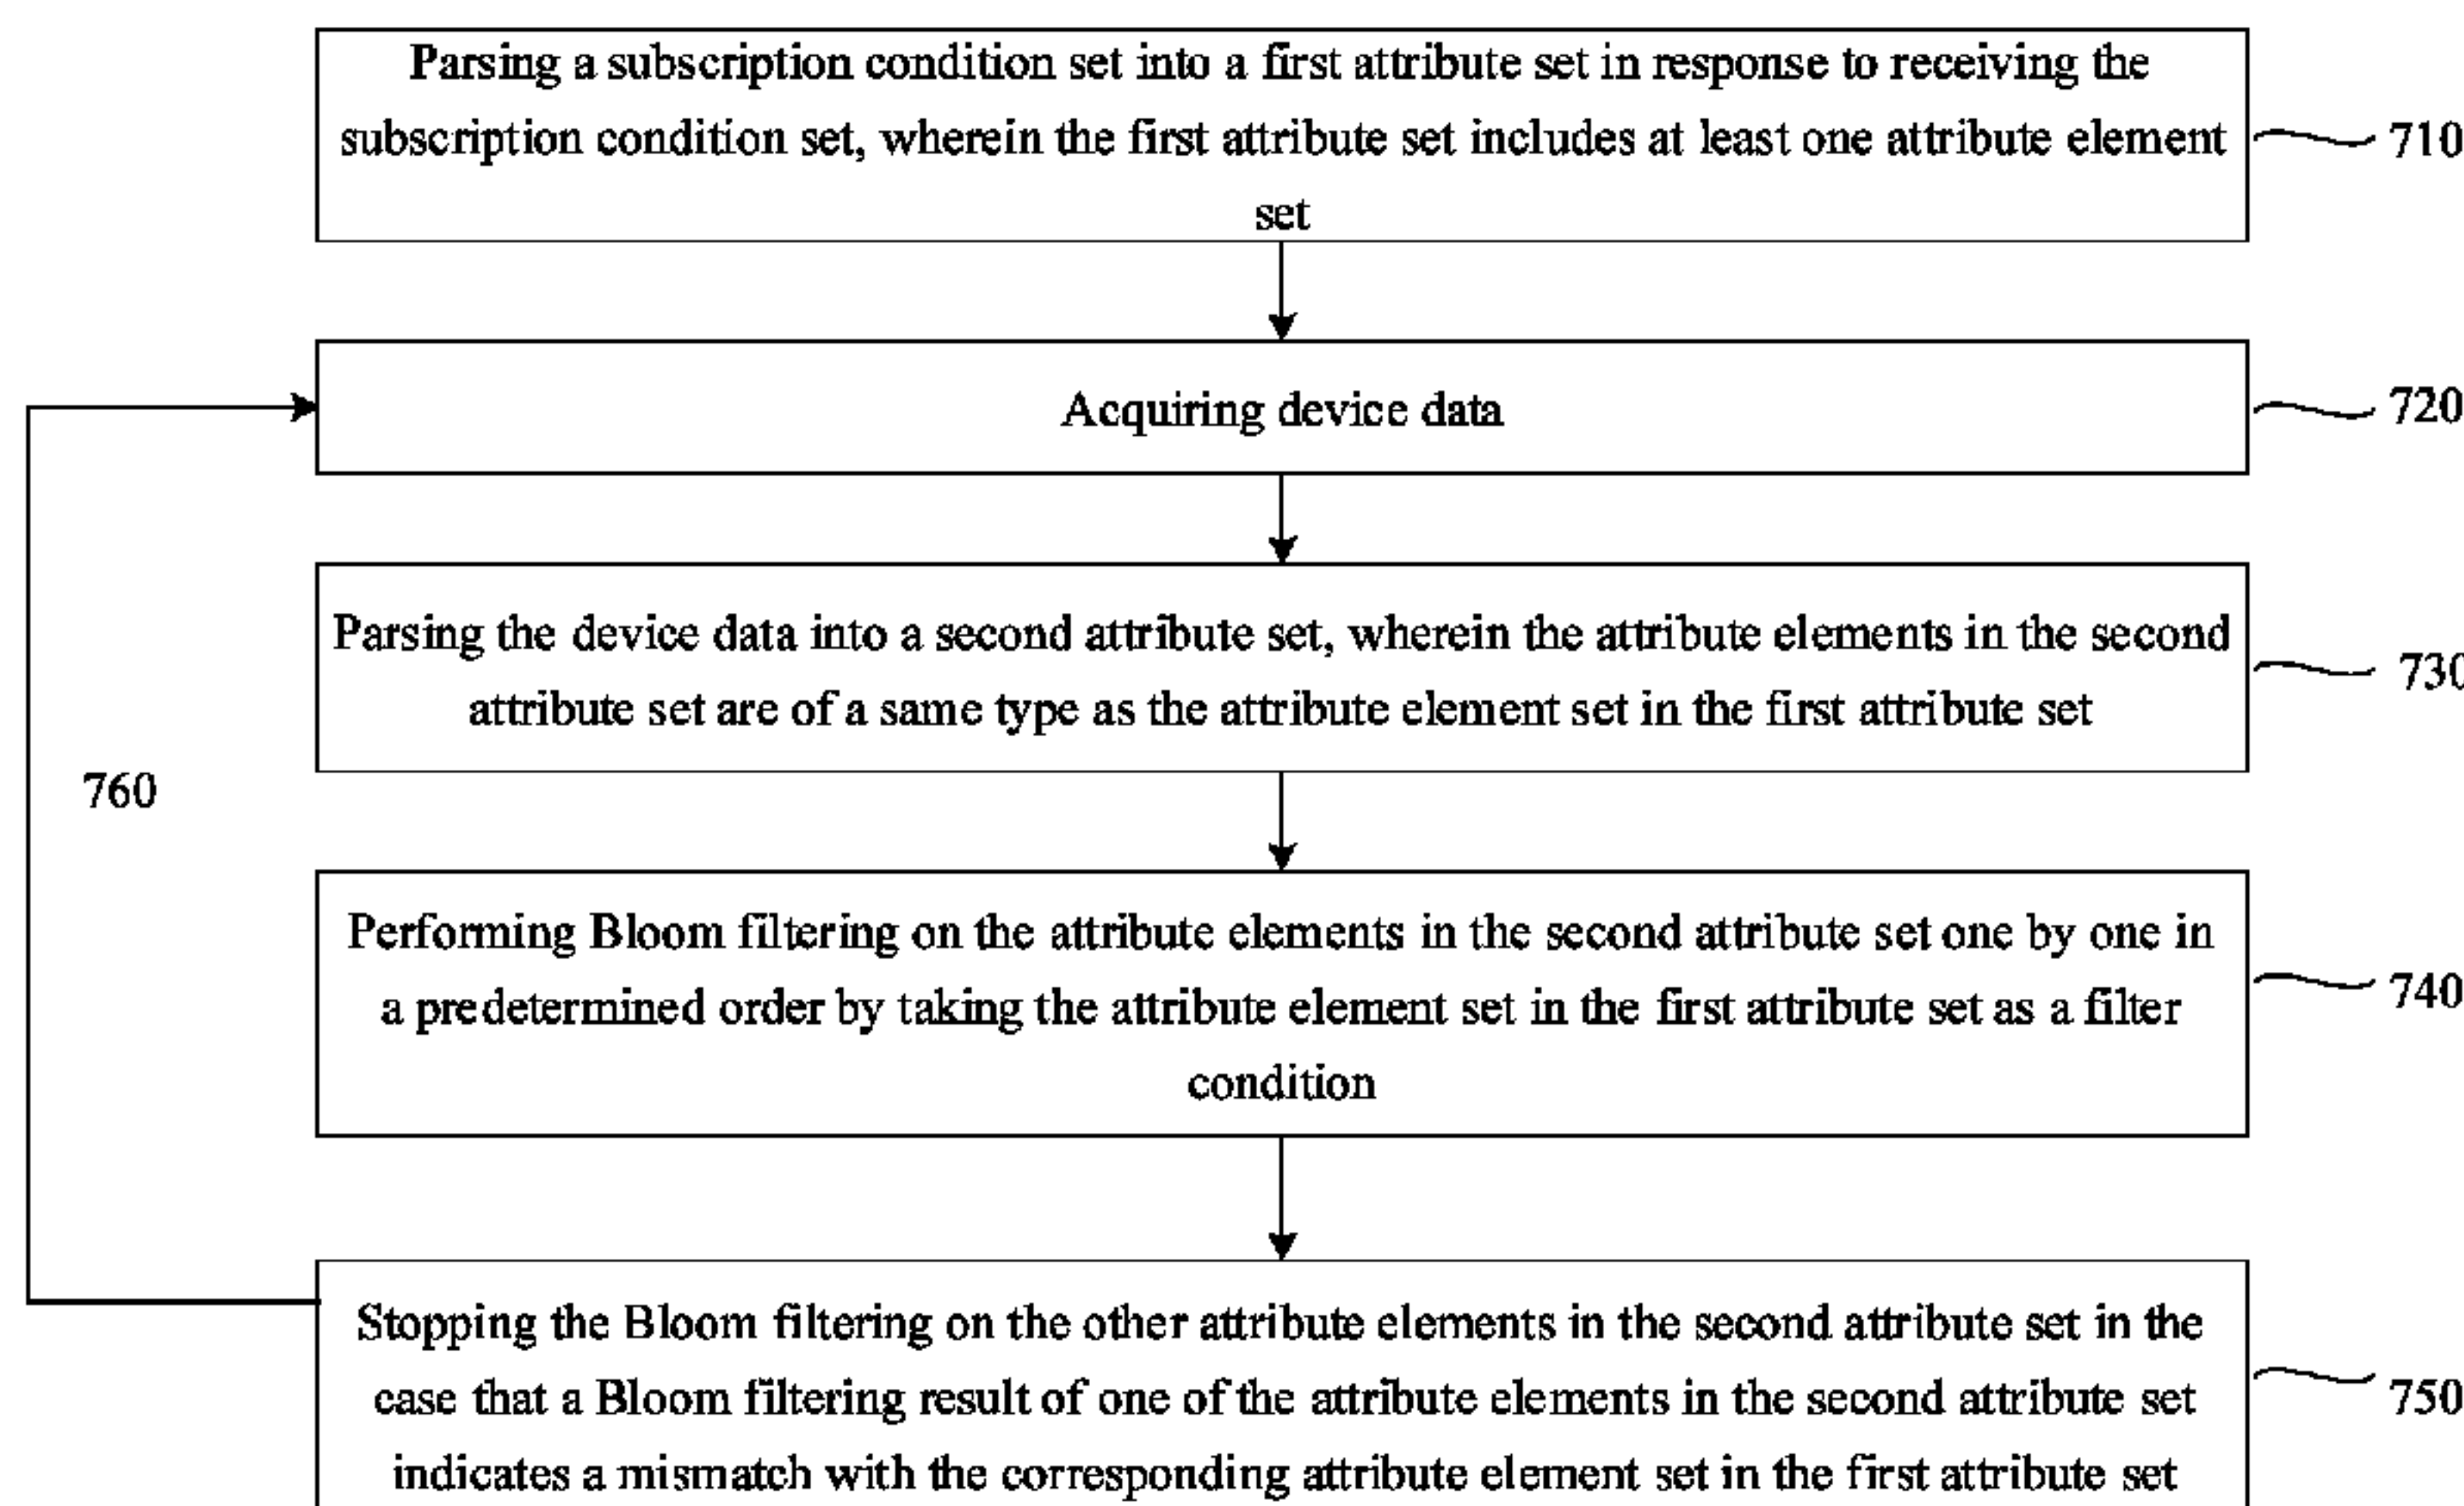 Parsing a subscription condition set into a first attribute set in response to receiving the
subscription condition set, wherein the first attribute set includes at least one attribute element
set
710
Acquiring device data
720
Parsing the device data into a second attribute set, wherein the attribute elements in the second
attribute set are of a same type as the attribute element set in the first attribute set
730
760
Performing Bloom filtering on the attribute elements in the second attribute set one by one in
a predetermined order by taking the attribute element set in the first attribute set as a filter
condition
740
Stopping the Bloom filtering on the other attribute elements in the second attribute set in the
case that a Bloom filtering result of one of the attribute elements in the second attribute set
indicates a mismatch with the corresponding attribute element set in the first attribute set
750